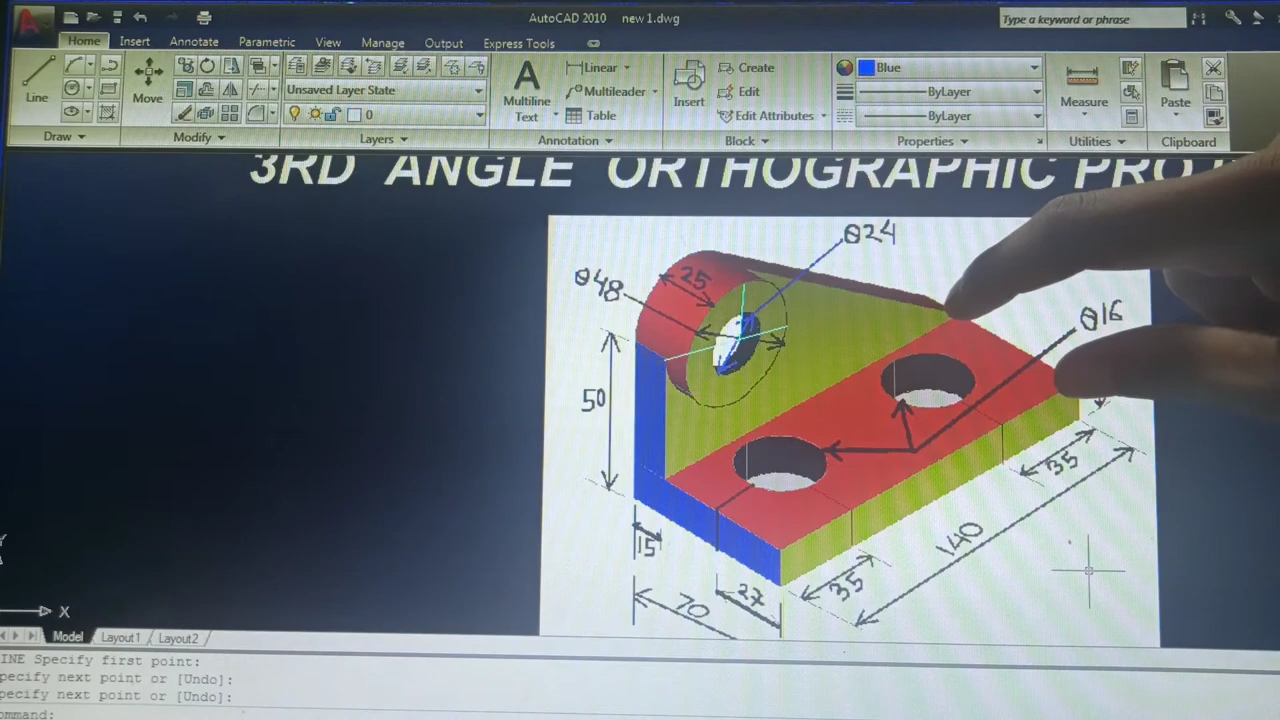 AutoCAD 2010 new 1.dwg
Type a keyword or phrase
Home Insert Annotate Parametric View Manage Output Express Tools
Line
Move
Unsaved Layer State
0
Multiline
Text
Linear
Multileader
Table
Insert
Create
Edit
Edit Attributes
Blue
ByLayer
ByLayer
Measure
Paste
Draw Modify Layers Annotation Block Properties Utilities Clipboard
3RD ANGLE ORTHOGRAPHIC PRO
Ø24
Ø48
25
Ø16
50
35
15
140
35
27
70
Y
X
Model Layout1 Layout2
INE Specify first point:
pecify next point or [Undo]:
pecify next point or [Undo]:
ommand: